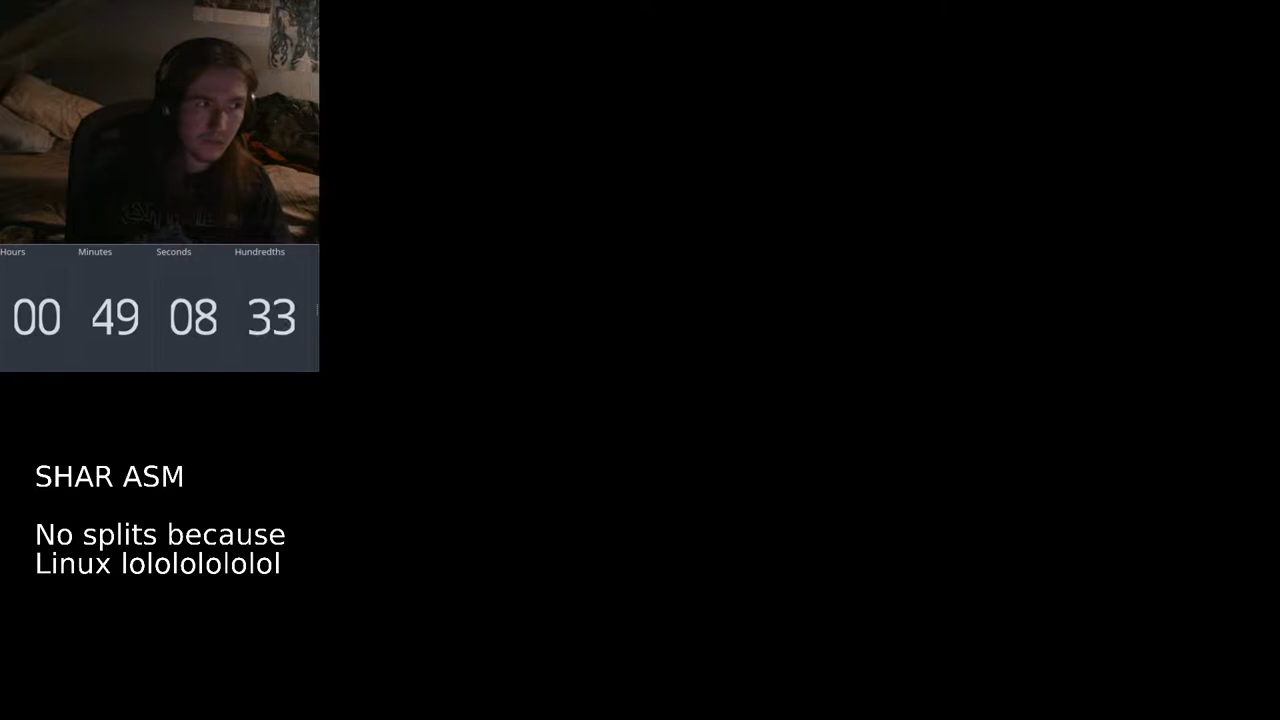 Hours Minutes Seconds Hundredths
00 49 08 33
SHAR ASM
No splits because
Linux lolololololol